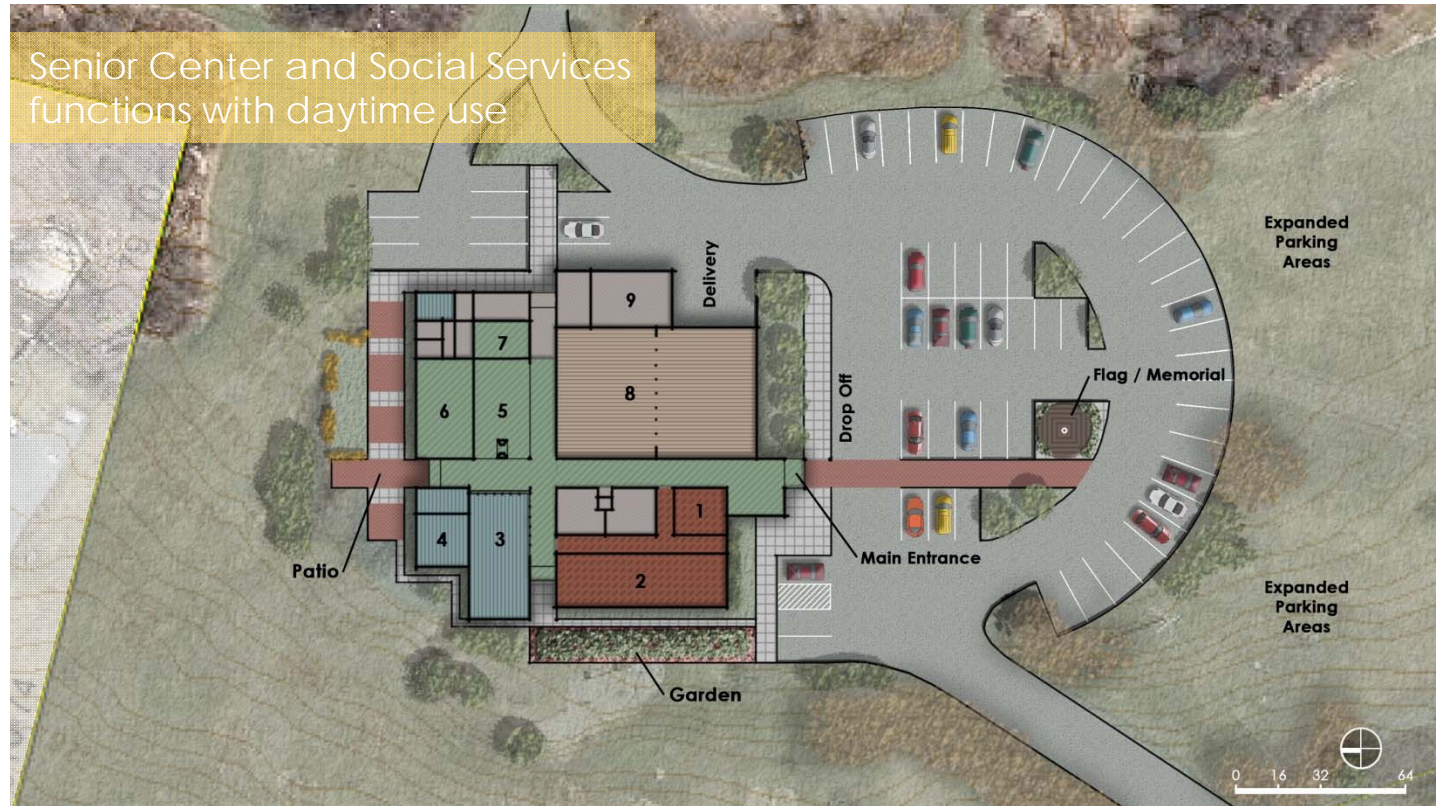 Senior Center and Social Services
functions with daytime use
Expanded
Parking
Areas
Delivery
9
7
8
Flag / Memorial
6
5
Drop Off
1
4
3
Main Entrance
Patio
2
Expanded
Parking
Areas
Garden
0 16 32 64